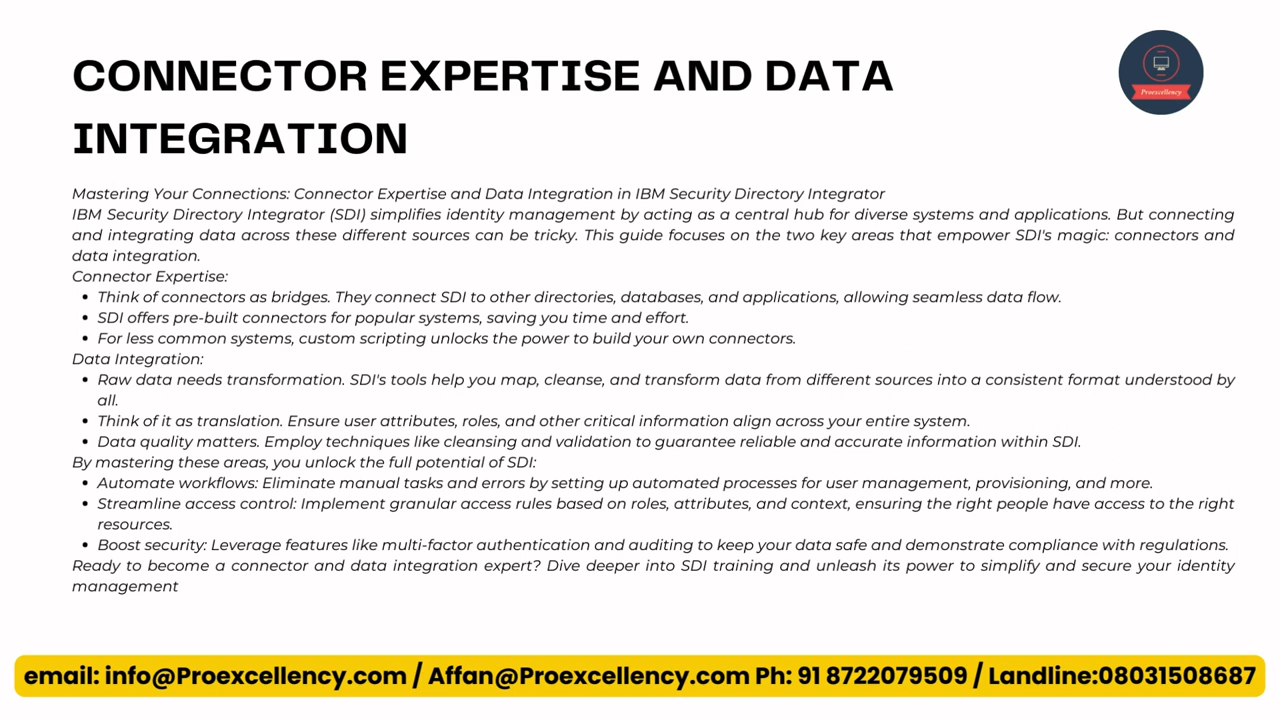 CONNECTOR EXPERTISE AND DATA
INTEGRATION
Proexcellency
Mastering Your Connections: Connector Expertise and Data Integration in IBM Security Directory Integrator
IBM Security Directory Integrator (SDI) simplifies identity management by acting as a central hub for diverse systems and applications. But connecting
and integrating data across these different sources can be tricky. This guide focuses on the two key areas that empower SDI's magic: connectors and
data integration.
Connector Expertise:
• Think of connectors as bridges. They connect SDI to other directories, databases, and applications, allowing seamless data flow.
• SDI offers pre-built connectors for popular systems, saving you time and effort.
• For less common systems, custom scripting unlocks the power to build your own connectors.
Data Integration:
• Raw data needs transformation. SDI's tools help you map, cleanse, and transform data from different sources into a consistent format understood by
all.
• Think of it as translation. Ensure user attributes, roles, and other critical information align across your entire system.
• Data quality matters. Employ techniques like cleansing and validation to guarantee reliable and accurate information within SDI.
By mastering these areas, you unlock the full potential of SDI:
• Automate workflows: Eliminate manual tasks and errors by setting up automated processes for user management, provisioning, and more.
• Streamline access control: Implement granular access rules based on roles, attributes, and context, ensuring the right people have access to the right
resources.
• Boost security: Leverage features like multi-factor authentication and auditing to keep your data safe and demonstrate compliance with regulations.
Ready to become a connector and data integration expert? Dive deeper into SDI training and unleash its power to simplify and secure your identity
management
email: info@Proexcellency.com / Affan@Proexcellency.com Ph: 91 8722079509 / Landline:08031508687